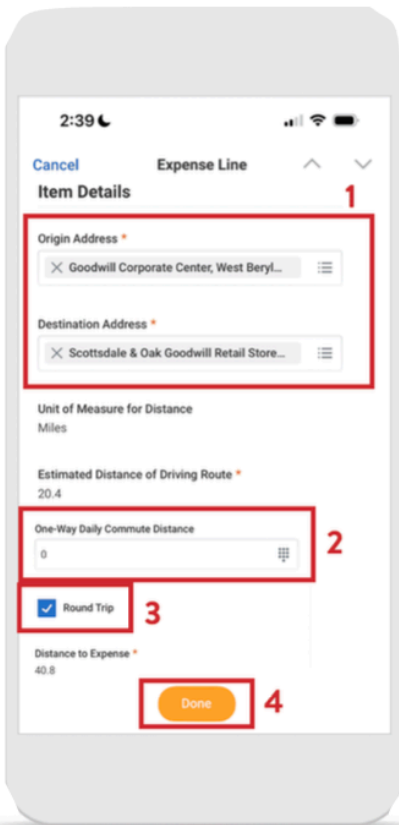 2:39
Cancel Expense Line
Item Details
1
Origin Address *
Goodwill Corporate Center, West Beryl...
Destination Address *
Scottsdale & Oak Goodwill Retail Store...
Unit of Measure for Distance
Miles
Estimated Distance of Driving Route *
20.4
One-Way Daily Commute Distance
0
2
Round Trip
3
Distance to Expense *
40.8
Done
4